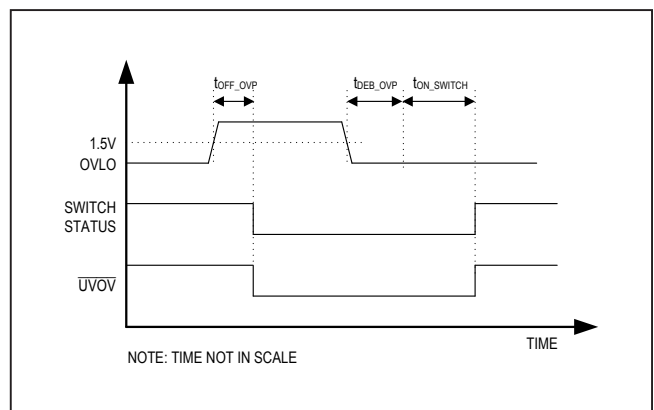 tOFF_OVP
tDEB_OVP
tON_SWITCH
1.5V
OVLO
SWITCH
STATUS
UVOV
TIME
NOTE: TIME NOT IN SCALE